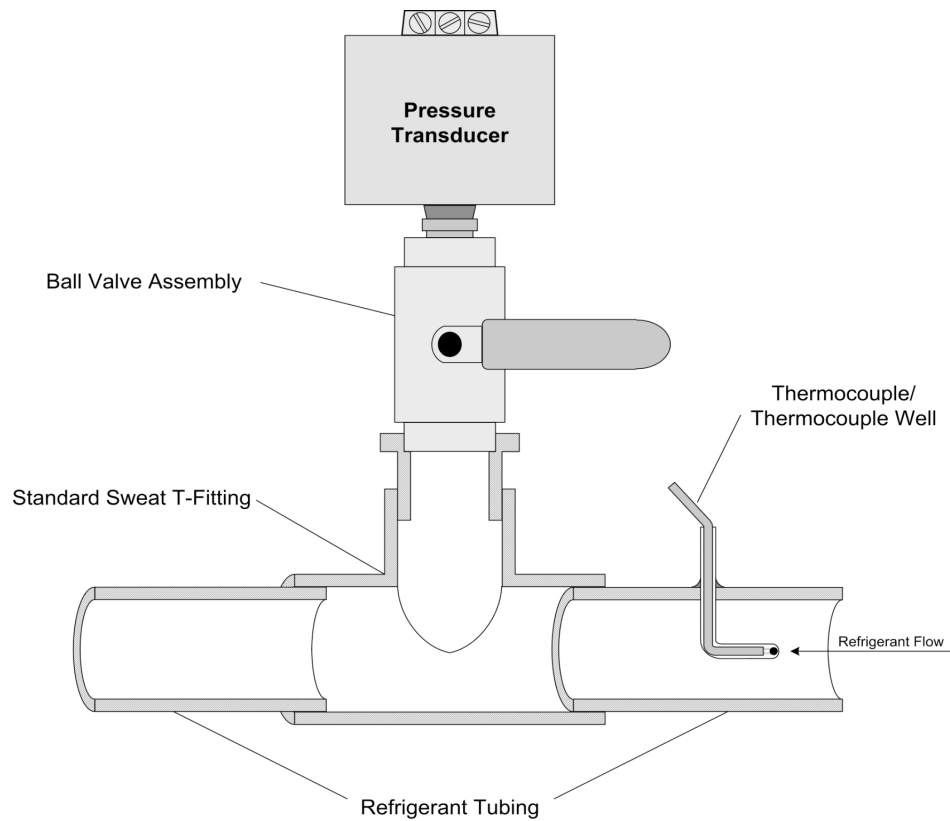 Pressure
Transducer
Ball Valve Assembly
Thermocouple/
Thermocouple Well
Standard Sweat T-Fitting
Refrigerant Flow
Refrigerant Tubing